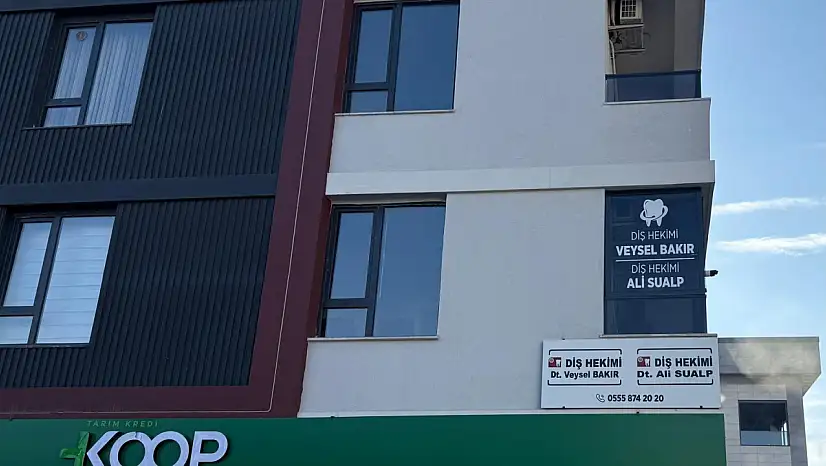 DİŞ HEKİMİ
VEYSEL BAKIR
DİŞ HEKİMİ
ALİ SUALP
DİŞ HEKİMİ
Dt. Veysel BAKIR
DİŞ HEKİMİ
Dt. Ali SUALP
0555 874 20 20
TARIM KREDİ
KOOP